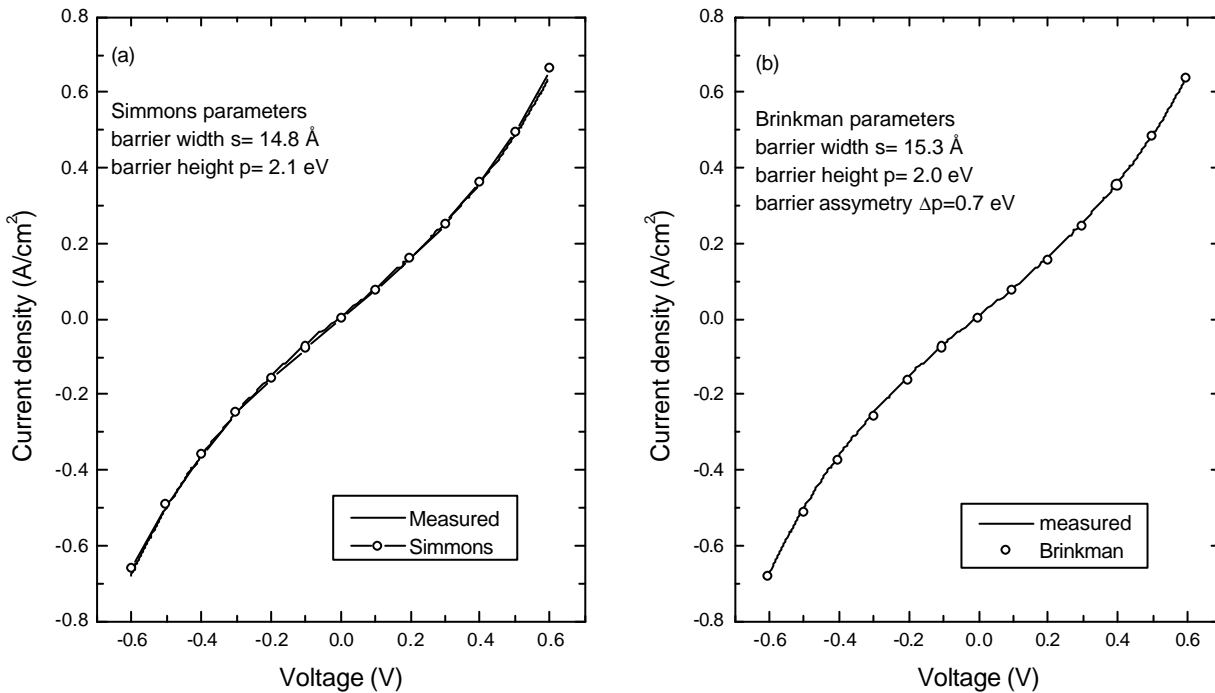 (a)
Simmons parameters
barrier width s= 14.8 Å
barrier height p= 2.1 eV
Current density (A/cm²)
0.8
0.6
0.4
0.2
0.0
-0.2
-0.4
-0.6
-0.8
Measured
Simmons
-0.6 -0.4 -0.2 0.0 0.2 0.4 0.6
Voltage (V)
(b)
Brinkman parameters
barrier width s= 15.3 Å
barrier height p= 2.0 eV
barrier assymetry Δp=0.7 eV
Current density (A/cm²)
0.8
0.6
0.4
0.2
0.0
-0.2
-0.4
-0.6
-0.8
measured
Brinkman
-0.6 -0.4 -0.2 0.0 0.2 0.4 0.6
Voltage (V)